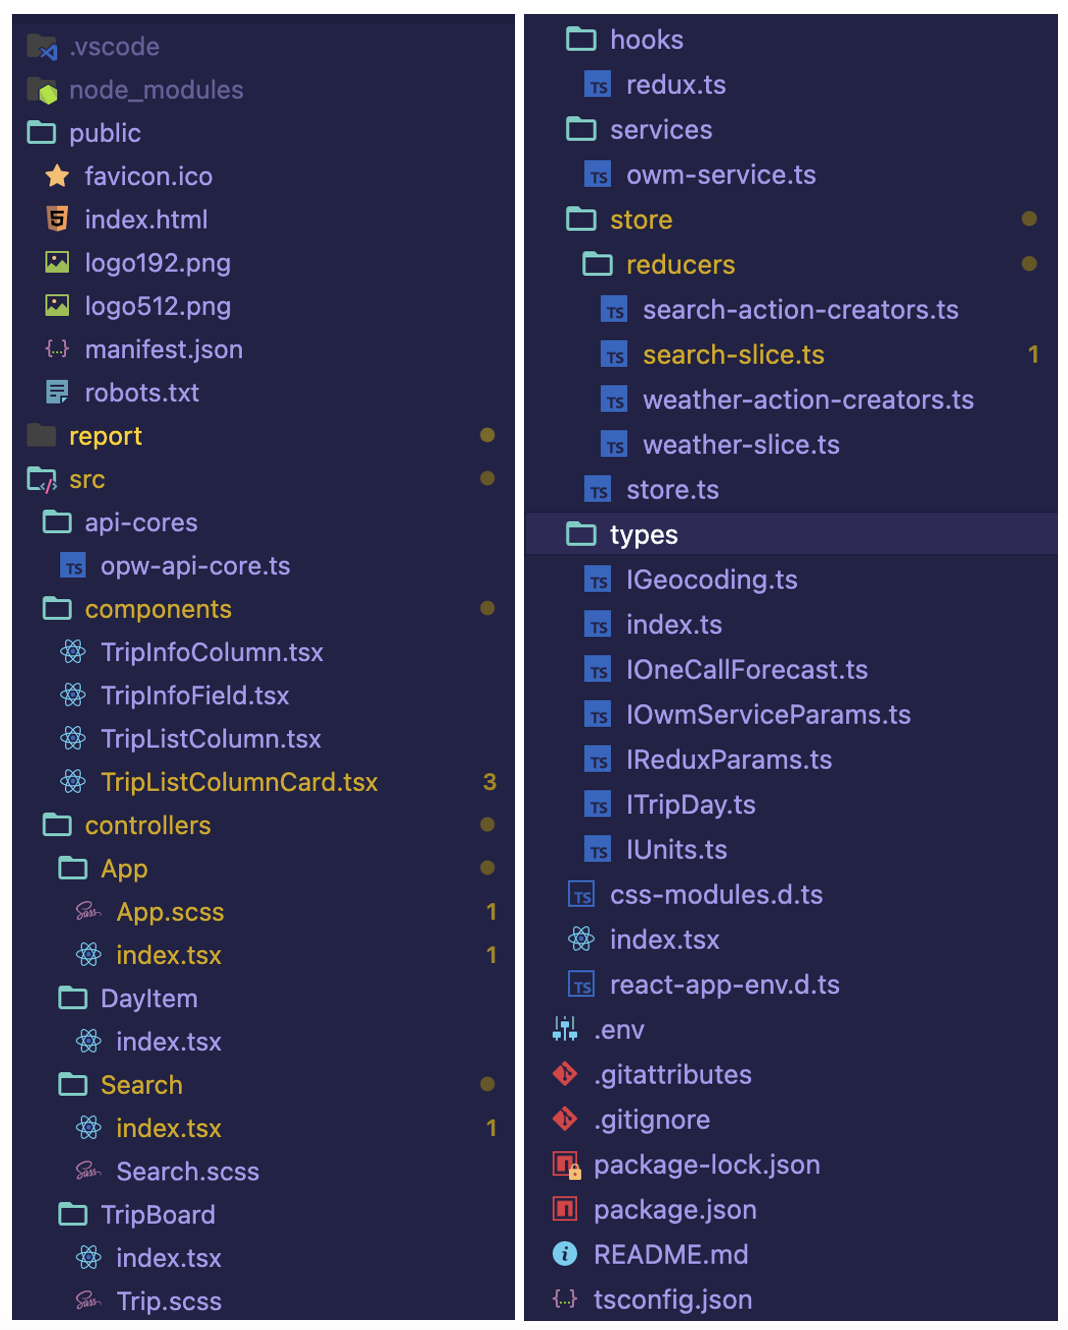 .vscode
node_modules
public
favicon.ico
index.html
logo192.png
logo512.png
manifest.json
robots.txt
report
src
api-cores
opw-api-core.ts
components
TripInfoColumn.tsx
TripInfoField.tsx
TripListColumn.tsx
TripListColumnCard.tsx 3
controllers
App
App.scss 1
index.tsx 1
DayItem
index.tsx
Search
index.tsx 1
Search.scss
TripBoard
index.tsx
Trip.scss
hooks
redux.ts
services
owm-service.ts
store
reducers
search-action-creators.ts
search-slice.ts 1
weather-action-creators.ts
weather-slice.ts
store.ts
types
IGeocoding.ts
index.ts
IOneCallForecast.ts
IOwmServiceParams.ts
IReduxParams.ts
ITripDay.ts
IUnits.ts
css-modules.d.ts
index.tsx
react-app-env.d.ts
.env
.gitattributes
.gitignore
package-lock.json
package.json
README.md
tsconfig.json